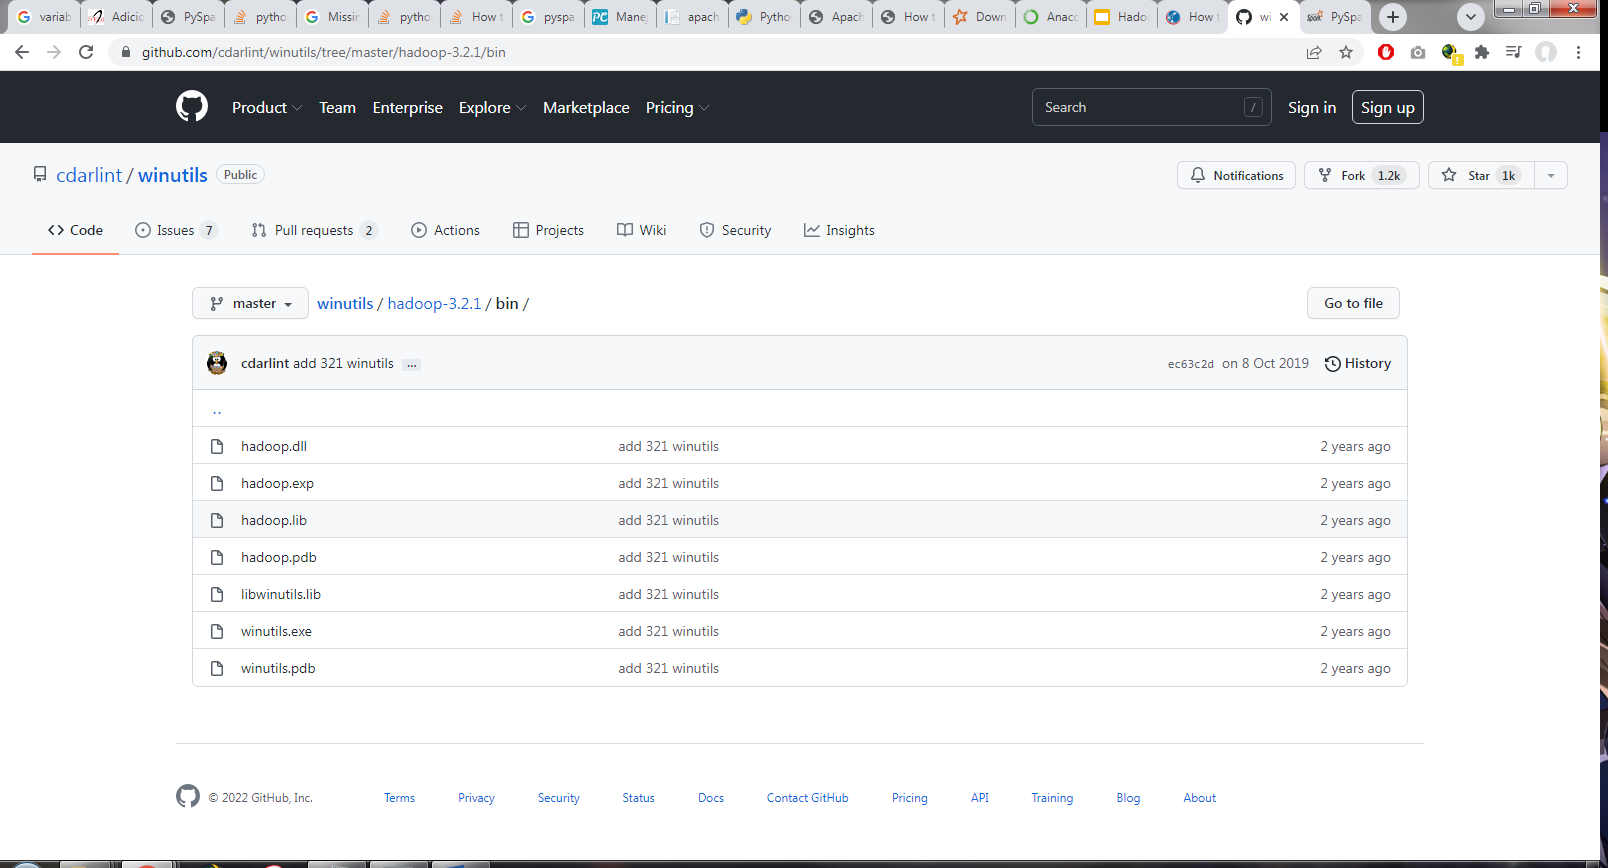 variab Adicio PySpa pytho Missin pytho How t pyspa Mane apach Pytho Apach How t Down Anaco Hado How t wi PySpa
github.com/cdarlint/winutils/tree/master/hadoop-3.2.1/bin
Product Team Enterprise Explore Marketplace Pricing Search / Sign in Sign up
cdarlint / winutils Public Notifications Fork 1.2k Star 1k
Code Issues 7 Pull requests 2 Actions Projects Wiki Security Insights
master winutils / hadoop-3.2.1 / bin / Go to file
cdarlint add 321 winutils ... ec63c2d on 8 Oct 2019 History
..
hadoop.dll add 321 winutils 2 years ago
hadoop.exp add 321 winutils 2 years ago
hadoop.lib add 321 winutils 2 years ago
hadoop.pdb add 321 winutils 2 years ago
libwinutils.lib add 321 winutils 2 years ago
winutils.exe add 321 winutils 2 years ago
winutils.pdb add 321 winutils 2 years ago
© 2022 GitHub, Inc. Terms Privacy Security Status Docs Contact GitHub Pricing API Training Blog About